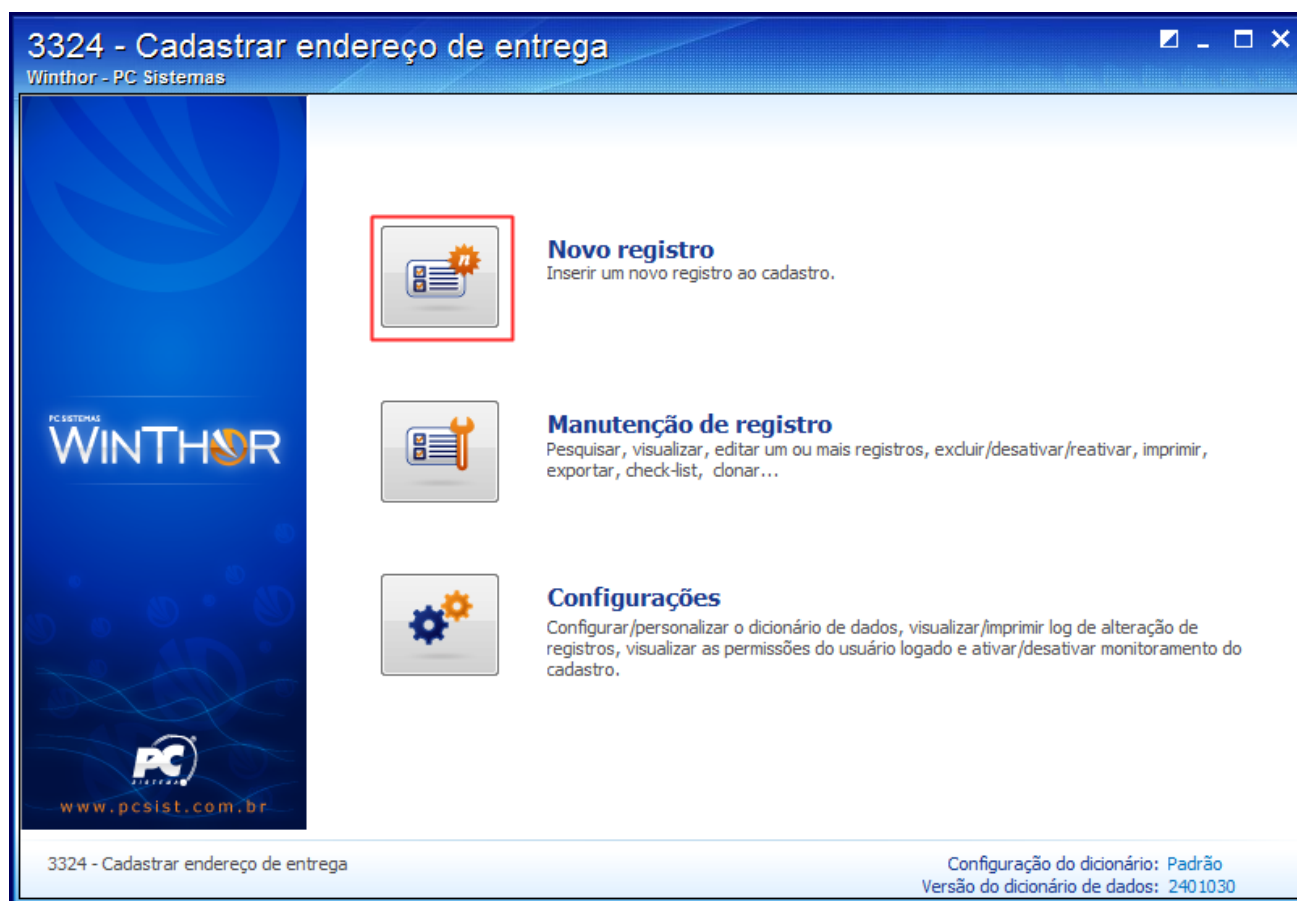 3324 - Cadastrar endereço de entrega
Winthor - PC Sistemas
n
Novo registro
Inserir um novo registro ao cadastro.
PC SISTEMAS
WINTHOR
Manutenção de registro
Pesquisar, visualizar, editar um ou mais registros, excluir/desativar/reativar, imprimir,
exportar, check-list, clonar...
Configurações
Configurar/personalizar o dicionário de dados, visualizar/imprimir log de alteração de
registros, visualizar as permissões do usuário logado e ativar/desativar monitoramento do
cadastro.
PC
SISTEMAS
www.pcsist.com.br
3324 - Cadastrar endereço de entrega
Configuração do dicionário: Padrão
Versão do dicionário de dados: 2401030